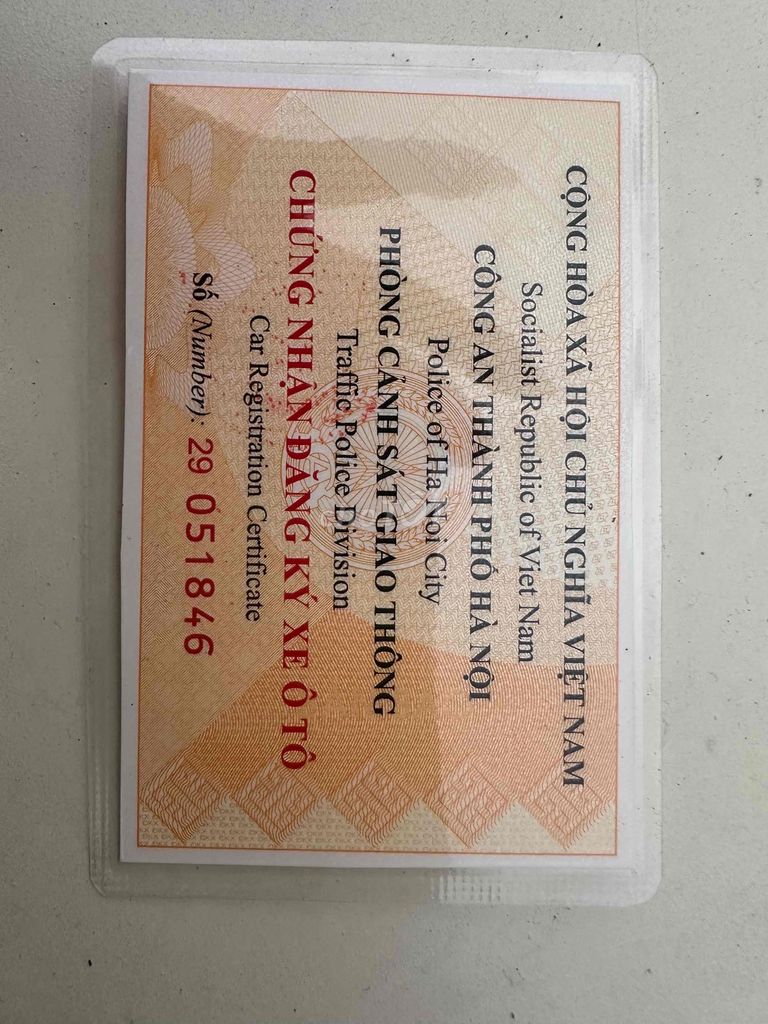 CỘNG HÒA XÃ HỘI CHỦ NGHĨA VIỆT NAM
Socialist Republic of Viet Nam
CÔNG AN THÀNH PHỐ HÀ NỘI
Police of Ha Noi City
PHÒNG CẢNH SÁT GIAO THÔNG
Traffic Police Division
CHỨNG NHẬN ĐĂNG KÝ XE Ô TÔ
Car Registration Certificate
Số (Number): 29 051846